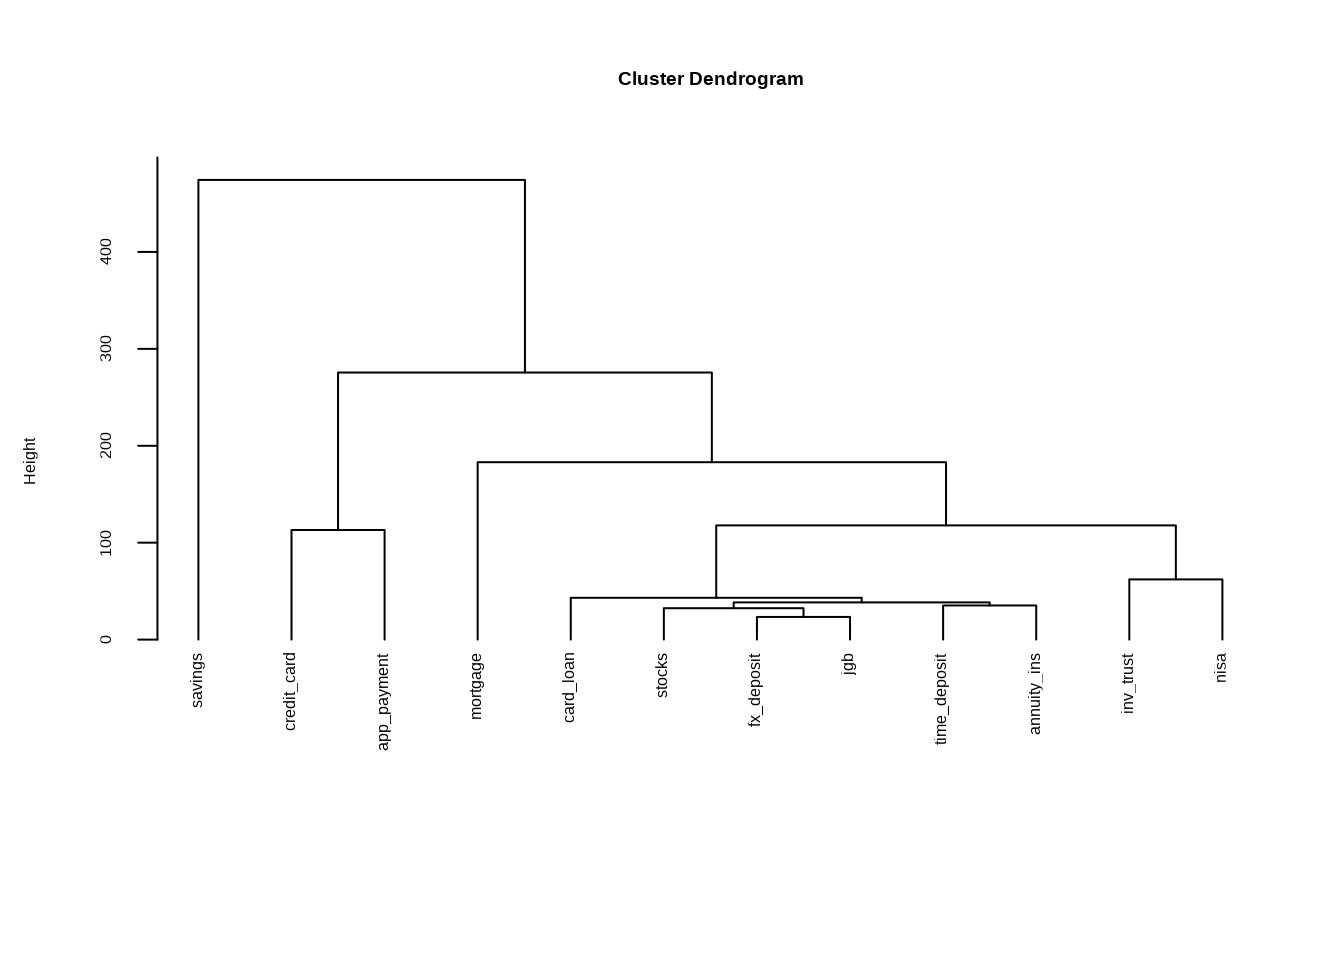 Cluster Dendrogram
Height
400
300
200
100
0
savings
credit_card
app_payment
mortgage
card_loan
stocks
fx_deposit
jgb
time_deposit
annuity_ins
inv_trust
nisa